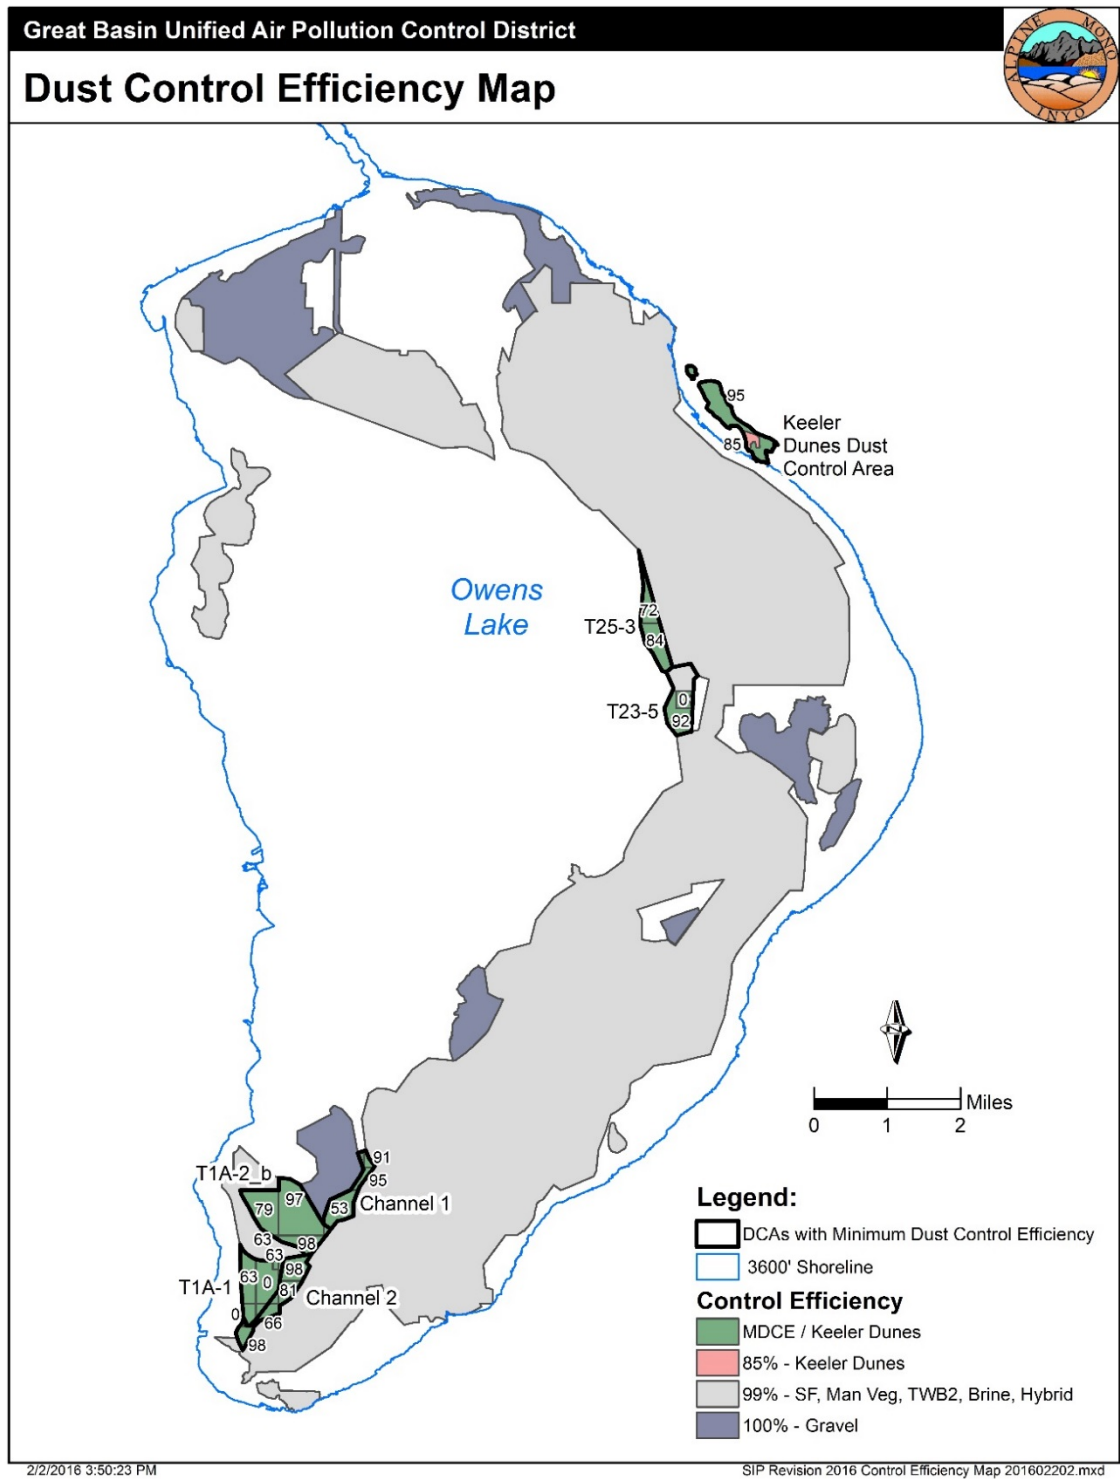 Great Basin Unified Air Pollution Control District
Dust Control Efficiency Map
ALPINE MONO
INYO
95
Keeler
85
Dunes Dust
Control Area
Owens
Lake
72
T25-3
84
0
T23-5
92
N
Miles
0 1 2
91
T1A-2_b
95
97
79
53
Channel 1
63
98
63
98
63
T1A-1
0
81
Channel 2
0
66
98
Legend:
DCAs with Minimum Dust Control Efficiency
3600' Shoreline
Control Efficiency
MDCE / Keeler Dunes
85% - Keeler Dunes
99% - SF, Man Veg, TWB2, Brine, Hybrid
100% - Gravel
2/2/2016 3:50:23 PM
SIP Revision 2016 Control Efficiency Map 201602202.mxd